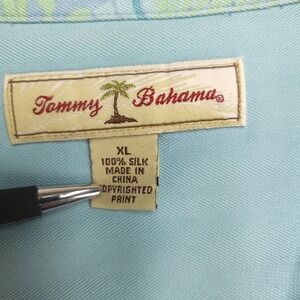 Tommy Bahama®
XL
100% SILK
MADE IN
CHINA
COPYRIGHTED
PRINT